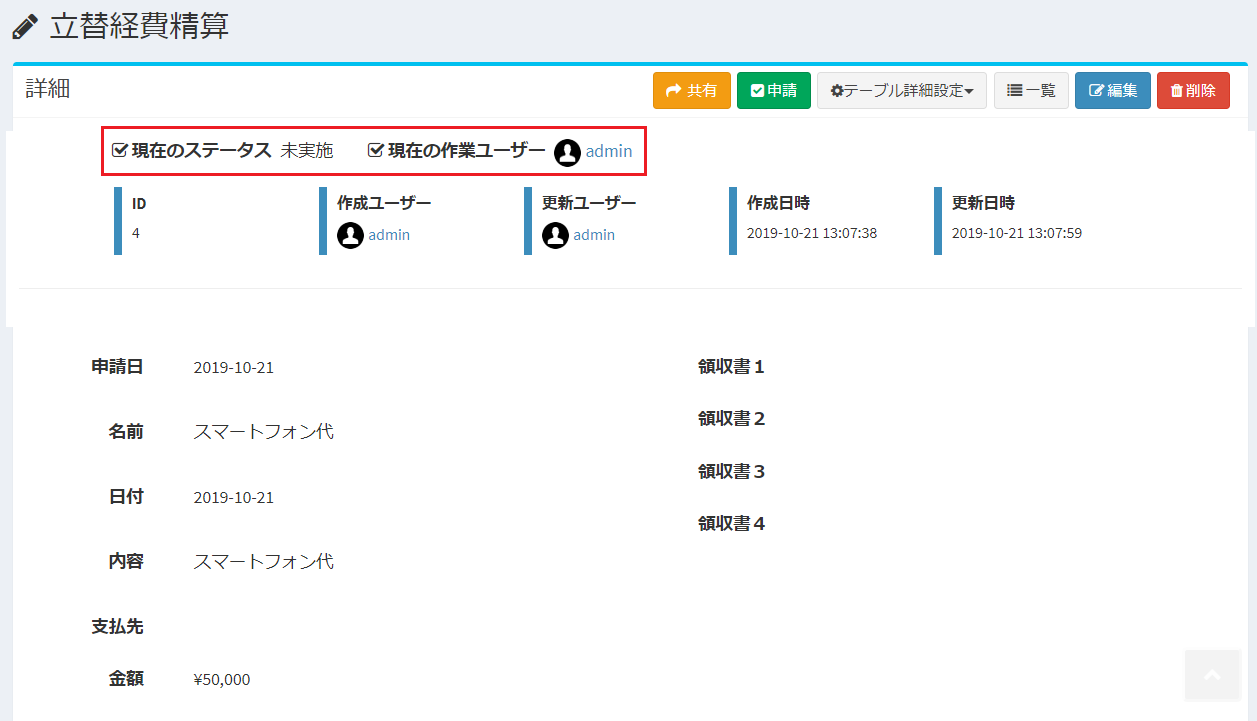 立替経費精算
詳細
共有 申請 テーブル詳細設定 一覧 編集 削除
現在のステータス 未実施 現在の作業ユーザー admin
ID 作成ユーザー 更新ユーザー 作成日時 更新日時
4 admin admin 2019-10-21 13:07:38 2019-10-21 13:07:59
申請日 2019-10-21 領収書1
名前 スマートフォン代 領収書2
日付 2019-10-21 領収書3
内容 スマートフォン代 領収書4
支払先
金額 ¥50,000